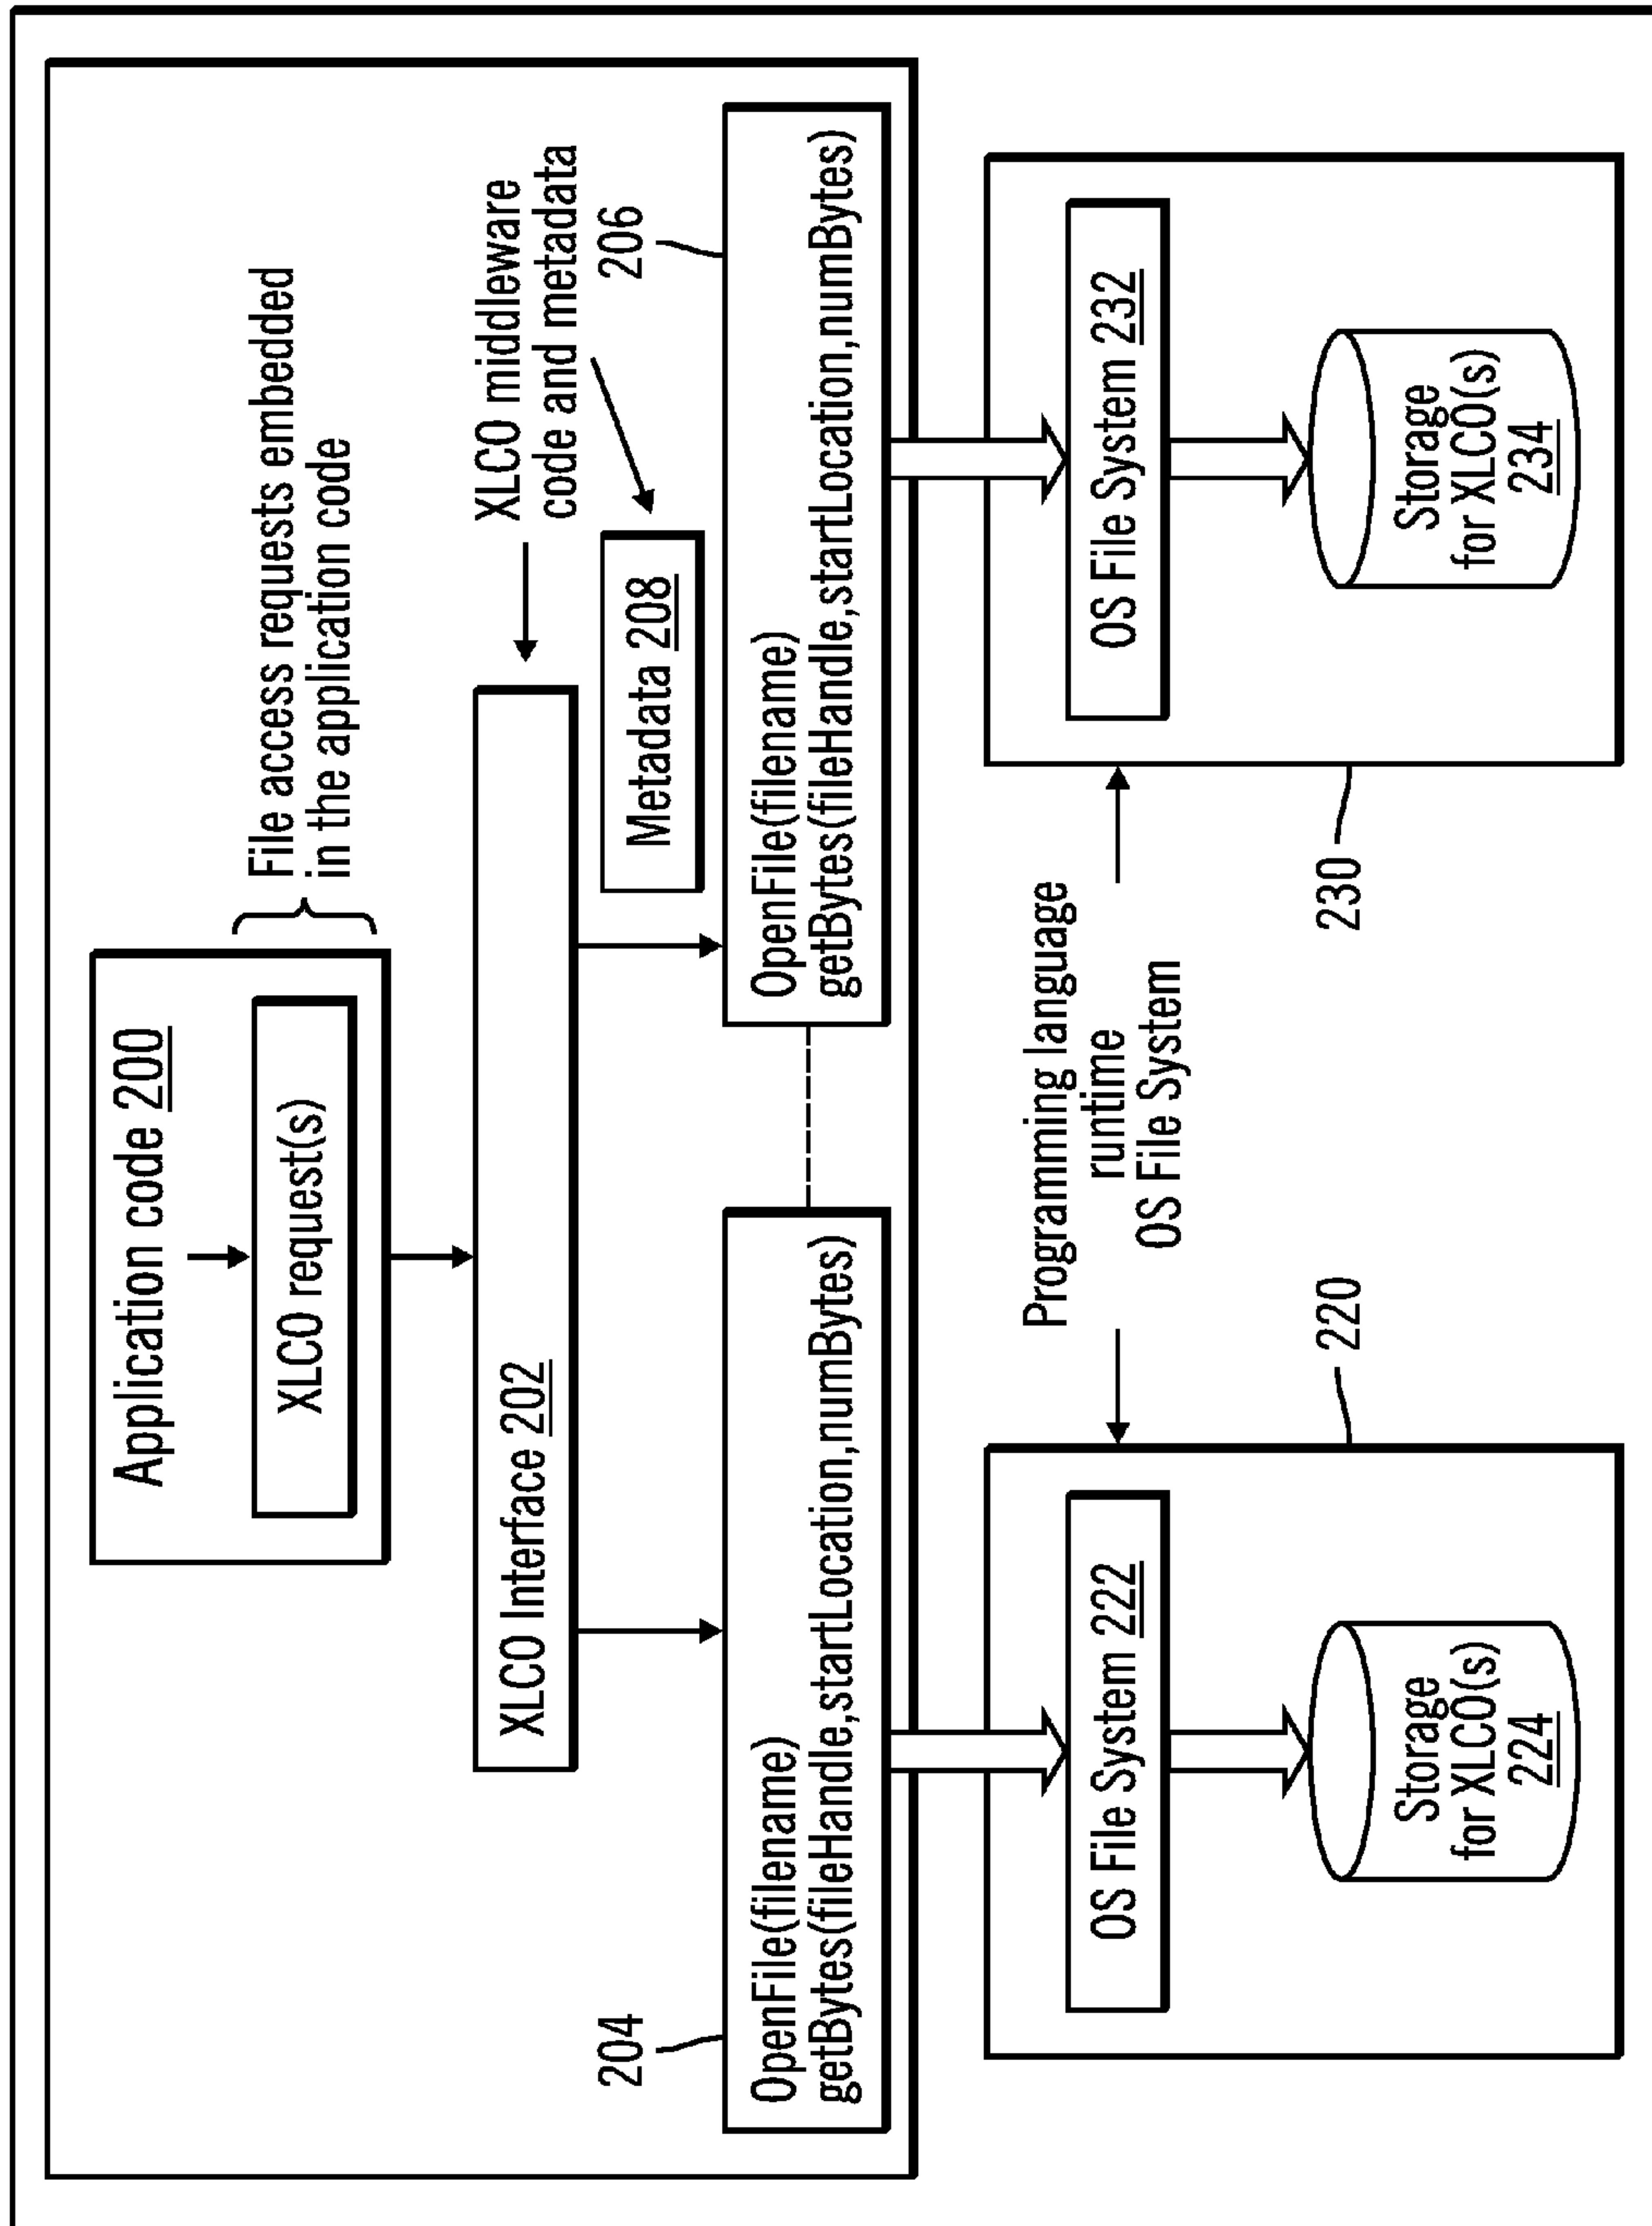 Application code 200
XLCO request(s)
File access requests embedded
in the application code
XLCO Interface 202
XLCO middleware
code and metadata
Metadata 208
204
206
OpenFile(filename)
getBytes(fileHandle,startLocation,numBytes)
OpenFile(filename)
getBytes(fileHandle,startLocation,numBytes)
Programming language
runtime
OS File System
OS File System 222
Storage
for XLCO(s)
224
220
OS File System 232
Storage
for XLCO(s)
234
230